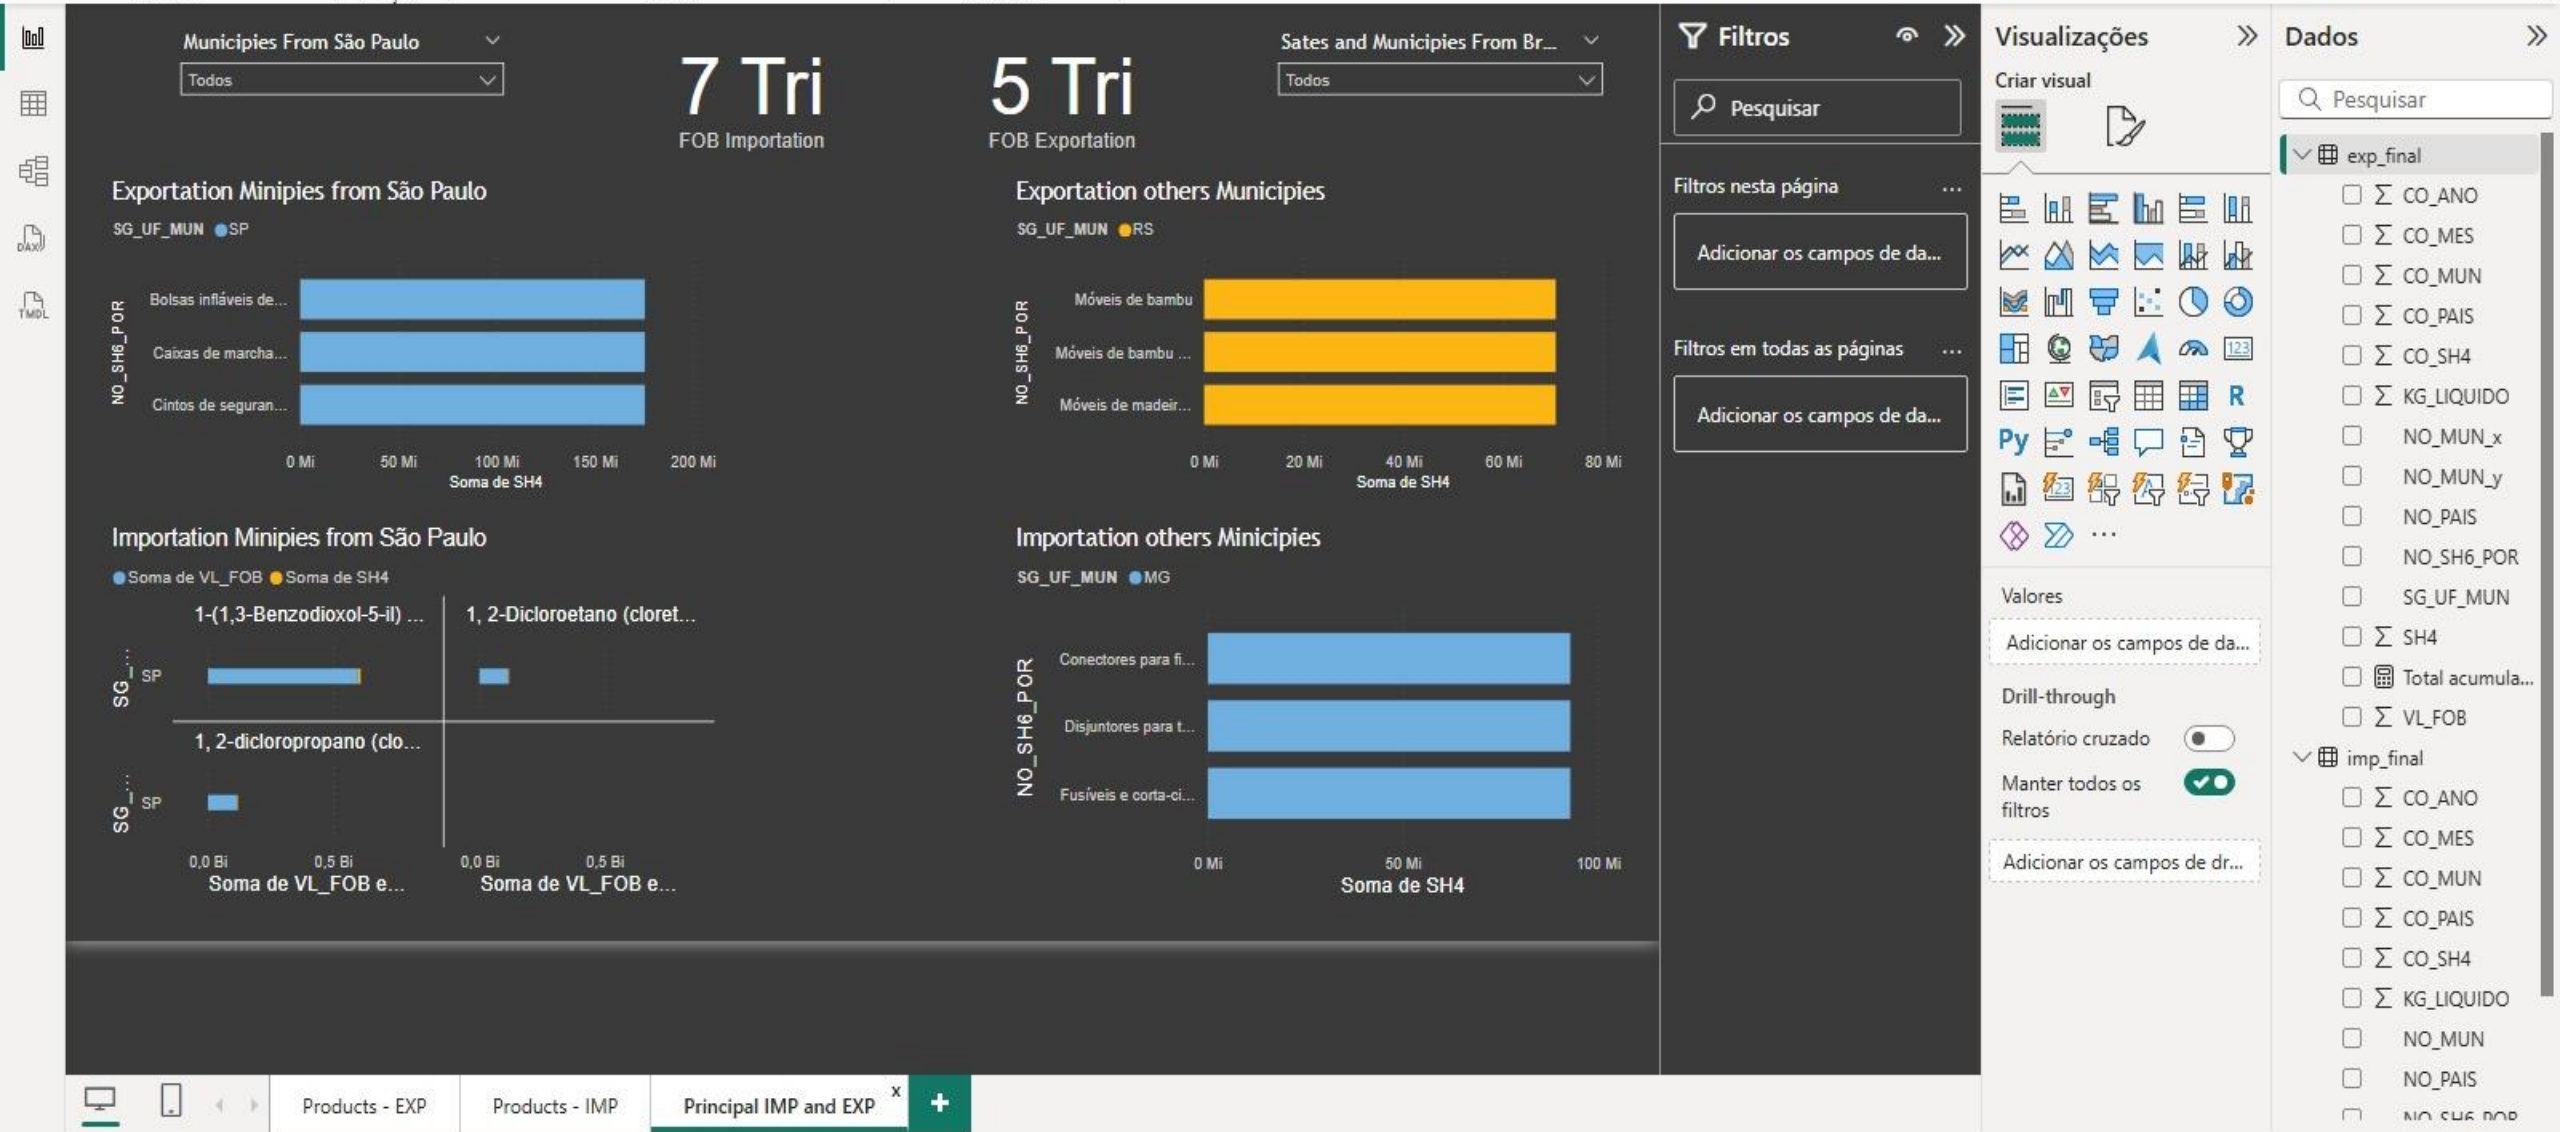 Municipies From São Paulo
Todos
7 Tri
FOB Importation
5 Tri
FOB Exportation
Sates and Municipies From Br...
Todos
Exportation Minipies from São Paulo
SG_UF_MUN SP
NO_SH6_POR
Bolsas infláveis de...
Caixas de marcha...
Cintos de seguran...
0 Mi 50 Mi 100 Mi 150 Mi 200 Mi
Soma de SH4
Exportation others Municipies
SG_UF_MUN RS
NO_SH6_POR
Móveis de bambu
Móveis de bambu ...
Móveis de madeir...
0 Mi 20 Mi 40 Mi 60 Mi 80 Mi
Soma de SH4
Importation Minipies from São Paulo
Soma de VL_FOB Soma de SH4
1-(1,3-Benzodioxol-5-il) ...
1, 2-Dicloroetano (cloret...
SG_...
SP
1, 2-dicloropropano (clo...
SG_...
SP
0,0 Bi 0,5 Bi
0,0 Bi 0,5 Bi
Soma de VL_FOB e...
Soma de VL_FOB e...
Importation others Minicipies
SG_UF_MUN MG
NO_SH6_POR
Conectores para fi...
Disjuntores para t...
Fusíveis e corta-ci...
0 Mi 50 Mi 100 Mi
Soma de SH4
Filtros
Pesquisar
Filtros nesta página ...
Adicionar os campos de da...
Filtros em todas as páginas ...
Adicionar os campos de da...
Visualizações
Criar visual
123
R
Py
123
...
Valores
Adicionar os campos de da...
Drill-through
Relatório cruzado
Manter todos os
filtros
Adicionar os campos de dr...
Dados
Pesquisar
exp_final
CO_ANO
CO_MES
CO_MUN
CO_PAIS
CO_SH4
KG_LIQUIDO
NO_MUN_x
NO_MUN_y
NO_PAIS
NO_SH6_POR
SG_UF_MUN
SH4
Total acumula...
VL_FOB
imp_final
CO_ANO
CO_MES
CO_MUN
CO_PAIS
CO_SH4
KG_LIQUIDO
NO_MUN
NO_PAIS
NO_SH6_POR
DAX
TMDL
Products - EXP
Products - IMP
Principal IMP and EXP
x
+